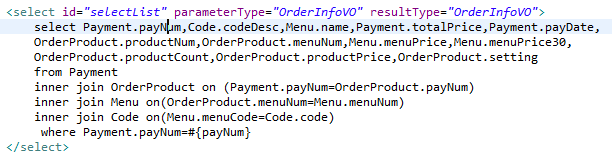 <select id="selectList" parameterType="OrderInfoVO" resultType="OrderInfoVO">
select Payment.payNum,Code.codeDesc,Menu.name,Payment.totalPrice,Payment.payDate,
OrderProduct.productNum,OrderProduct.menuNum,Menu.menuPrice,Menu.menuPrice30,
OrderProduct.productCount,OrderProduct.productPrice,OrderProduct.setting
from Payment
inner join OrderProduct on (Payment.payNum=OrderProduct.payNum)
inner join Menu on(OrderProduct.menuNum=Menu.menuNum)
inner join Code on(Menu.menuCode=Code.code)
where Payment.payNum=#{payNum}
</select>